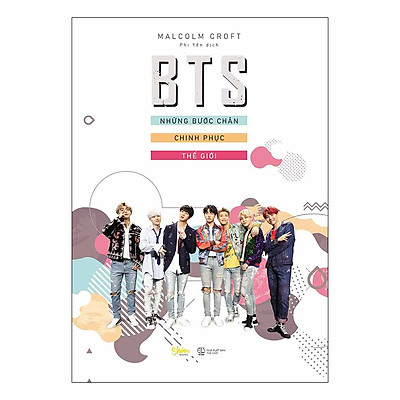 MALCOLM CROFT
Phi Yến dịch
BTS
NHỮNG BƯỚC CHÂN
CHINH PHỤC
THẾ GIỚI